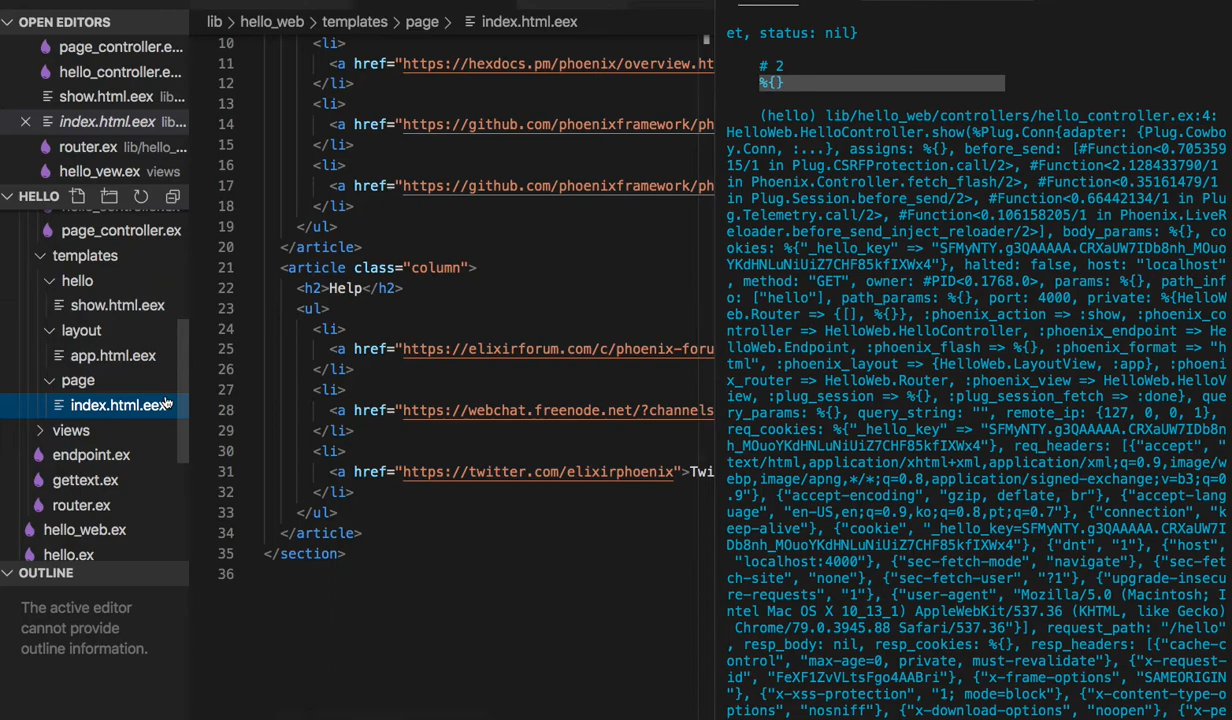 OPEN EDITORS
page_controller.e...
hello_controller.e...
show.html.eex lib...
index.html.eex lib...
router.ex lib/hello_...
hello_vew.ex views
HELLO
page_controller.ex
templates
hello
show.html.eex
layout
app.html.eex
page
index.html.eex
views
endpoint.ex
gettext.ex
router.ex
hello_web.ex
hello.ex
OUTLINE
The active editor
cannot provide
outline information.
lib > hello_web > templates > page > index.html.eex
10 <li>
11 <a href="https://hexdocs.pm/phoenix/overview.ht
12 </li>
13 <li>
14 <a href="https://github.com/phoenixframework/ph
15 </li>
16 <li>
17 <a href="https://github.com/phoenixframework/ph
18 </li>
19 </ul>
20 </article>
21 <article class="column">
22 <h2>Help</h2>
23 <ul>
24 <li>
25 <a href="https://elixirforum.com/c/phoenix-foru
26 </li>
27 <li>
28 <a href="https://webchat.freenode.net/?channels
29 </li>
30 <li>
31 <a href="https://twitter.com/elixirphoenix">Twi
32 </li>
33 </ul>
34 </article>
35 </section>
36
et, status: nil}
# 2
%{}
(hello) lib/hello_web/controllers/hello_controller.ex:4:
HelloWeb.HelloController.show(%Plug.Conn{adapter: {Plug.Cowbo
y.Conn, :...}, assigns: %{}, before_send: [#Function<0.705359
15/1 in Plug.CSRFProtection.call/2>, #Function<2.128433790/1
in Phoenix.Controller.fetch_flash/2>, #Function<0.35161479/1
in Plug.Session.before_send/2>, #Function<0.66442134/1 in Plu
g.Telemetry.call/2>, #Function<0.106158205/1 in Phoenix.LiveR
eloader.before_send_inject_reloader/2>], body_params: %{}, co
okies: %{"_hello_key" => "SFMyNTY.g3QAAAAA.CRXaUW7IDb8nh_MOuo
YKdHNLuNiUiZ7CHF85kfIXWx4"}, halted: false, host: "localhost"
, method: "GET", owner: #PID<0.1768.0>, params: %{}, path_inf
o: ["hello"], path_params: %{}, port: 4000, private: %{HelloW
eb.Router => {[], %{}}, :phoenix_action => :show, :phoenix_co
ntroller => HelloWeb.HelloController, :phoenix_endpoint => He
lloWeb.Endpoint, :phoenix_flash => %{}, :phoenix_format => "h
tml", :phoenix_layout => {HelloWeb.LayoutView, :app}, :phoeni
x_router => HelloWeb.Router, :phoenix_view => HelloWeb.HelloV
iew, :plug_session => %{}, :plug_session_fetch => :done}, que
ry_params: %{}, query_string: "", remote_ip: {127, 0, 0, 1},
req_cookies: %{"_hello_key" => "SFMyNTY.g3QAAAAA.CRXaUW7IDb8n
h_MOuoYKdHNLuNiUiZ7CHF85kfIXWx4"}, req_headers: [{"accept", "
text/html,application/xhtml+xml,application/xml;q=0.9,image/w
ebp,image/apng,*/*;q=0.8,application/signed-exchange;v=b3;q=0
.9"}, {"accept-encoding", "gzip, deflate, br"}, {"accept-lang
uage", "en-US,en;q=0.9,ko;q=0.8,pt;q=0.7"}, {"connection", "k
eep-alive"}, {"cookie", "_hello_key=SFMyNTY.g3QAAAAA.CRXaUW7I
Db8nh_MOuoYKdHNLuNiUiZ7CHF85kfIXWx4"}, {"dnt", "1"}, {"host",
"localhost:4000"}, {"sec-fetch-mode", "navigate"}, {"sec-fet
ch-site", "none"}, {"sec-fetch-user", "?1"}, {"upgrade-insecu
re-requests", "1"}, {"user-agent", "Mozilla/5.0 (Macintosh; I
ntel Mac OS X 10_13_1) AppleWebKit/537.36 (KHTML, like Gecko)
Chrome/79.0.3945.88 Safari/537.36"}], request_path: "/hello"
, resp_body: nil, resp_cookies: %{}, resp_headers: [{"cache-c
ontrol", "max-age=0, private, must-revalidate"}, {"x-request-
id", "FeXF1ZvVLtsFgo4AABri"}, {"x-frame-options", "SAMEORIGIN
"}, {"x-xss-protection", "1; mode=block"}, {"x-content-type-o
ptions", "nosniff"}, {"x-download-options", "noopen"}, {"x-pe